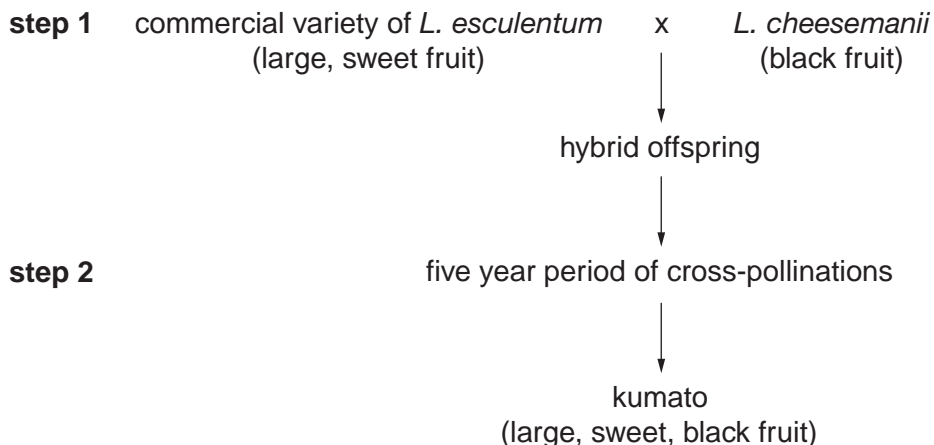 step 1 commercial variety of L. esculentum x L. cheesemanii
(large, sweet fruit) (black fruit)
hybrid offspring
step 2 five year period of cross-pollinations
kumato
(large, sweet, black fruit)